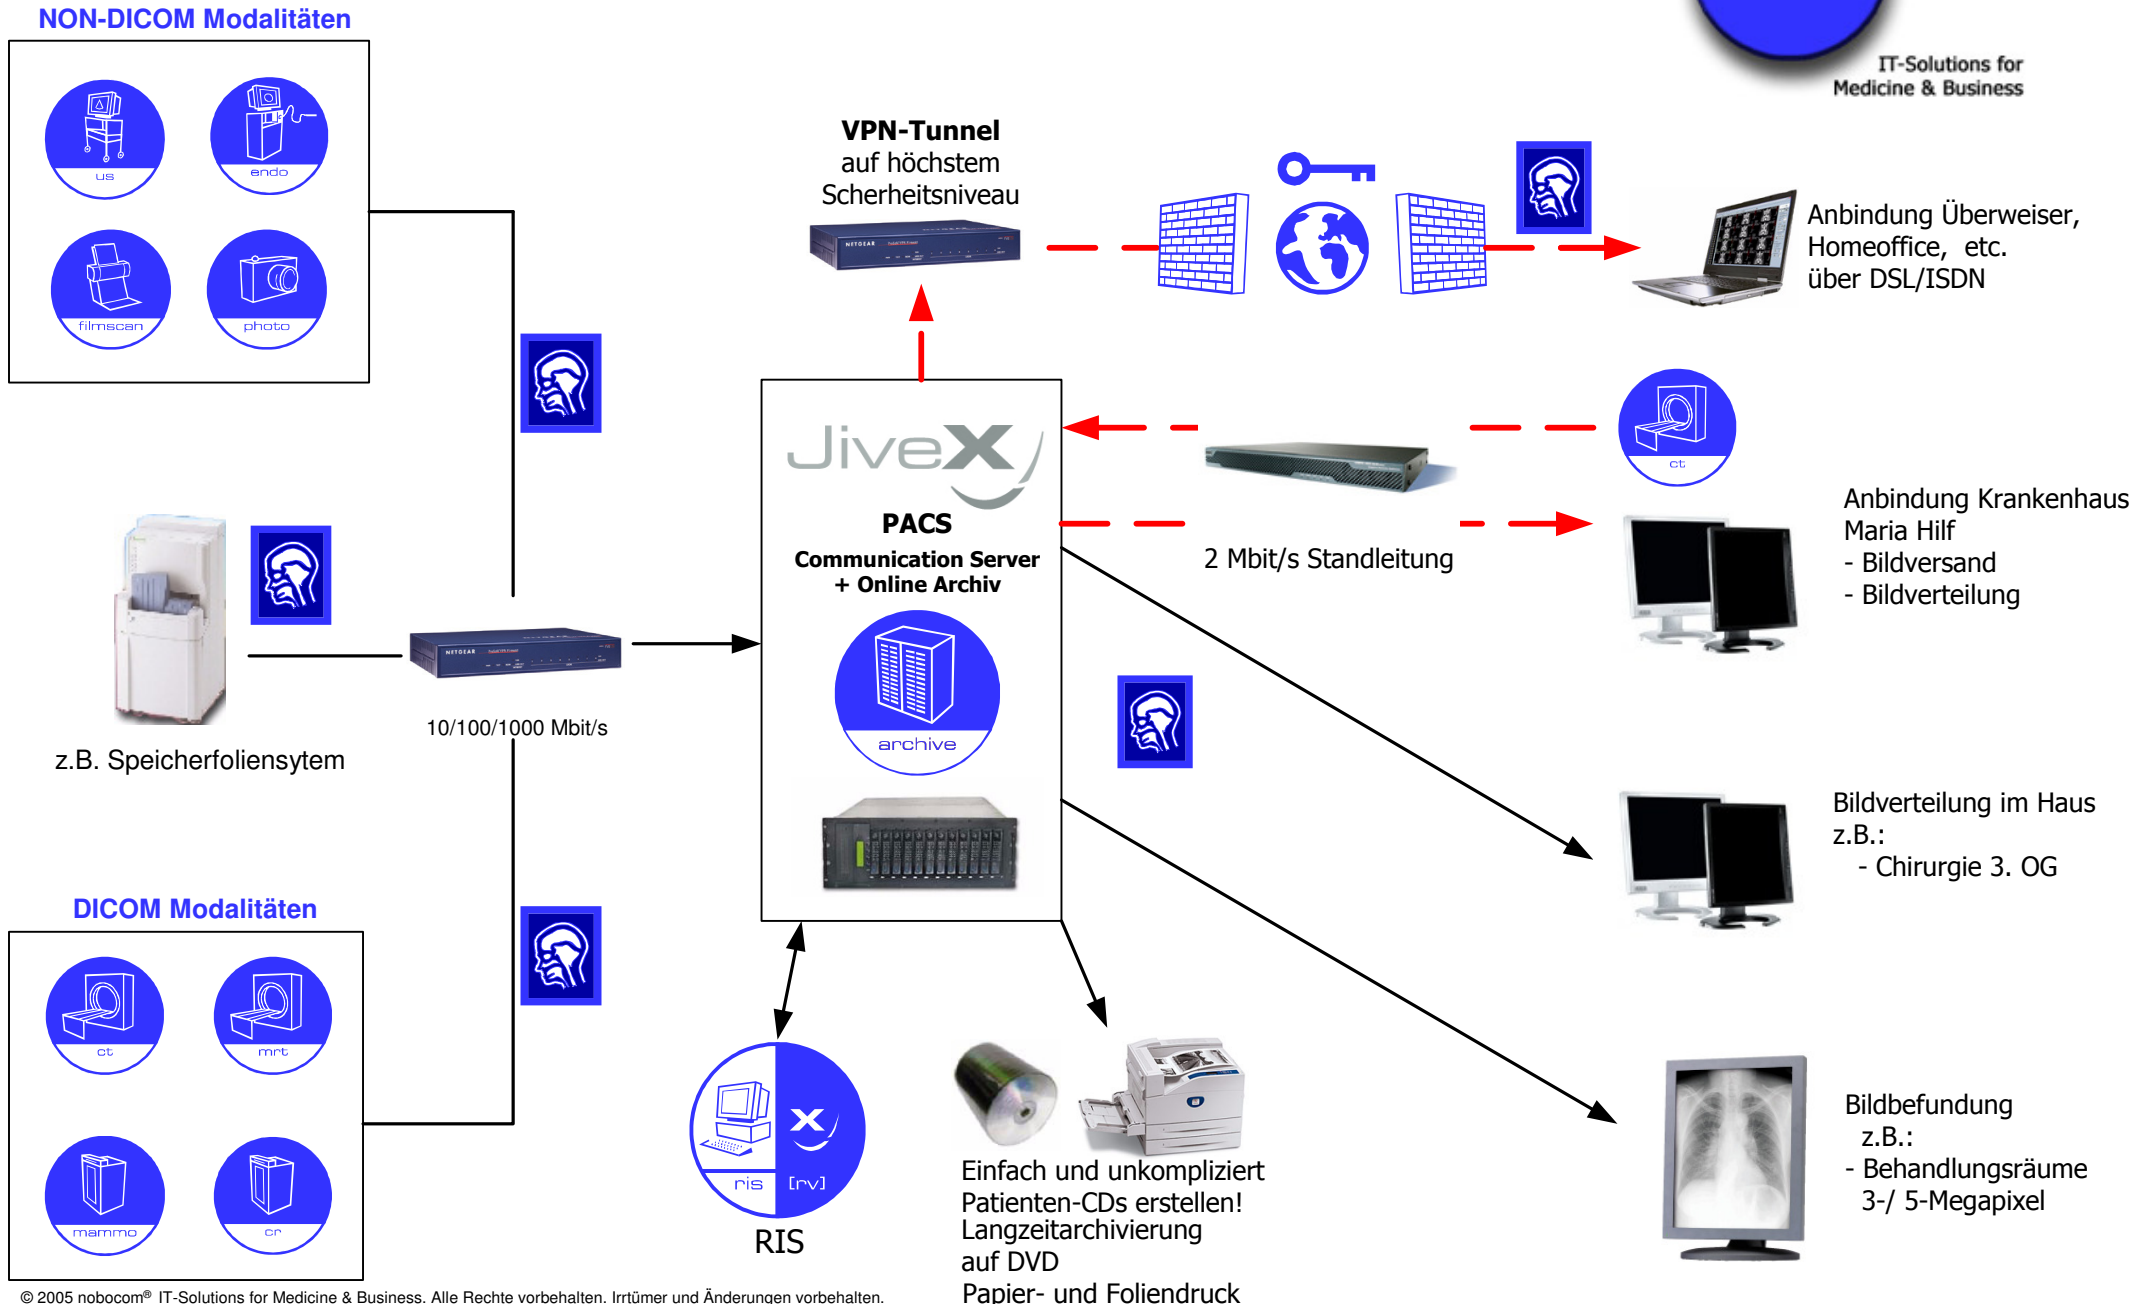 NON-DICOM Modalitäten
us
endo
filmscan
photo
IT-Solutions for
Medicine & Business
VPN-Tunnel
auf höchstem
Scherheitsniveau
NETGEAR
Anbindung Überweiser,
Homeoffice, etc.
über DSL/ISDN
JiveX
PACS
Communication Server
+ Online Archiv
archive
2 Mbit/s Standleitung
ct
Anbindung Krankenhaus
Maria Hilf
- Bildversand
- Bildverteilung
NETGEAR
10/100/1000 Mbit/s
z.B. Speicherfoliensytem
Bildverteilung im Haus
z.B.:
- Chirurgie 3. OG
DICOM Modalitäten
ct
mrt
mammo
cr
ris
x
[rv]
RIS
Einfach und unkompliziert
Patienten-CDs erstellen!
Langzeitarchivierung
auf DVD
Papier- und Foliendruck
Bildbefundung
z.B.:
- Behandlungsräume
3-/ 5-Megapixel
© 2005 nobocom® IT-Solutions for Medicine & Business. Alle Rechte vorbehalten. Irrtümer und Änderungen vorbehalten.